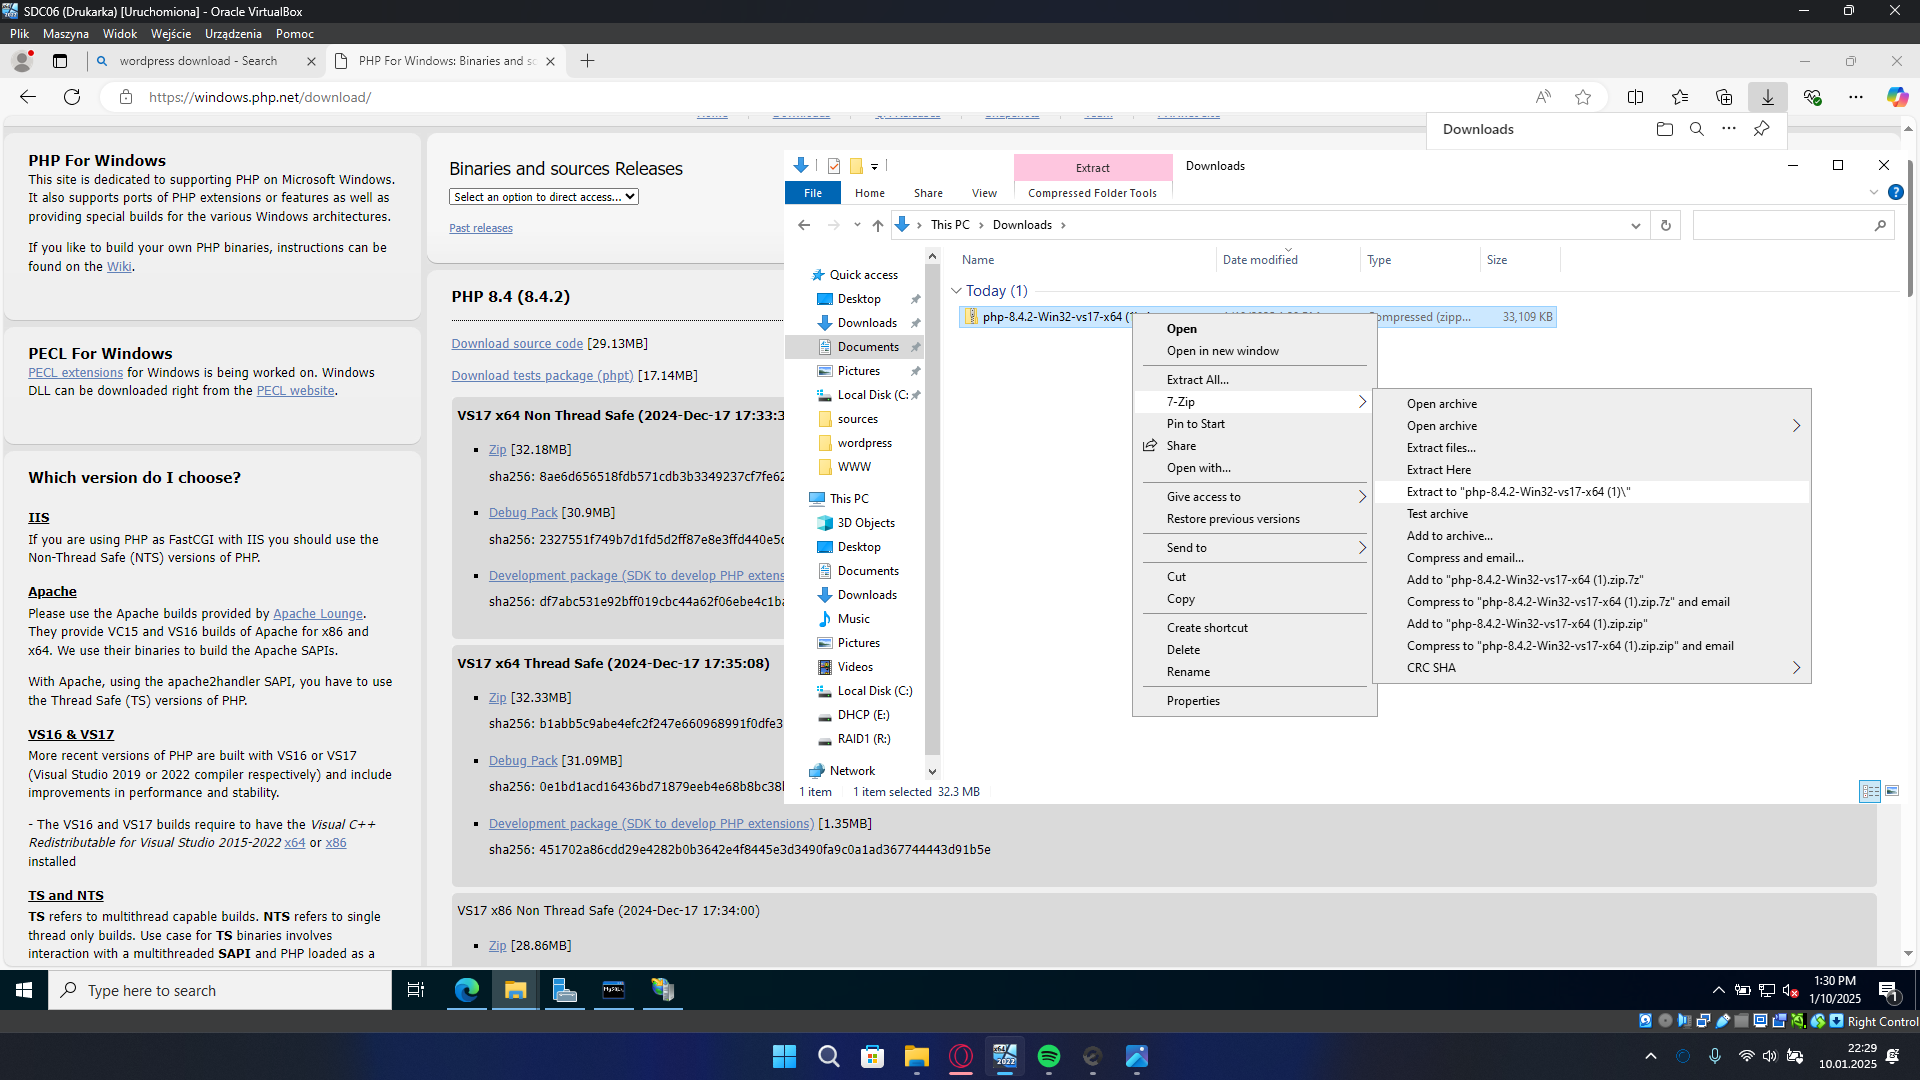 SDC06 (Drukarka) [Uruchomiona] - Oracle VirtualBox
Plik Maszyna Widok Wejście Urządzenia Pomoc
wordpress download - Search
PHP For Windows: Binaries and sc
https://windows.php.net/download/
Downloads
PHP For Windows
This site is dedicated to supporting PHP on Microsoft Windows.
It also supports ports of PHP extensions or features as well as
providing special builds for the various Windows architectures.
If you like to build your own PHP binaries, instructions can be
found on the Wiki.
PECL For Windows
PECL extensions for Windows is being worked on. Windows
DLL can be downloaded right from the PECL website.
Which version do I choose?
IIS
If you are using PHP as FastCGI with IIS you should use the
Non-Thread Safe (NTS) versions of PHP.
Apache
Please use the Apache builds provided by Apache Lounge.
They provide VC15 and VS16 builds of Apache for x86 and
x64. We use their binaries to build the Apache SAPIs.
With Apache, using the apache2handler SAPI, you have to use
the Thread Safe (TS) versions of PHP.
VS16 & VS17
More recent versions of PHP are built with VS16 or VS17
(Visual Studio 2019 or 2022 compiler respectively) and include
improvements in performance and stability.
- The VS16 and VS17 builds require to have the Visual C++
Redistributable for Visual Studio 2015-2022 x64 or x86
installed
TS and NTS
TS refers to multithread capable builds. NTS refers to single
thread only builds. Use case for TS binaries involves
interaction with a multithreaded SAPI and PHP loaded as a
Binaries and sources Releases
Select an option to direct access...
Past releases
PHP 8.4 (8.4.2)
Download source code [29.13MB]
Download tests package (phpt) [17.14MB]
VS17 x64 Non Thread Safe (2024-Dec-17 17:33:3
Zip [32.18MB]
sha256: 8ae6d656518fdb571cdb3b3349237cf7fe62
Debug Pack [30.9MB]
sha256: 2327551f749b7d1fd5d2ff87e8e3ffd440e5c
Development package (SDK to develop PHP extens
sha256: df7abc531e92bff019cbc44a62f06ebe4c1ba
VS17 x64 Thread Safe (2024-Dec-17 17:35:08)
Zip [32.33MB]
sha256: b1abb5c9abe4efc2f247e660968991f0dfe3
Debug Pack [31.09MB]
sha256: 0e1bd1acd16436bd71879eeb4e68b8bc38l
Development package (SDK to develop PHP extensions) [1.35MB]
sha256: 451702a86cdd29e4282b0b3642e4f8445e3d3490fa9c0a1ad367744443d91b5e
VS17 x86 Non Thread Safe (2024-Dec-17 17:34:00)
Zip [28.86MB]
Extract
Downloads
File Home Share View Compressed Folder Tools
This PC Downloads
Name Date modified Type Size
Today (1)
php-8.4.2-Win32-vs17-x64 (1) Compressed (zipp... 33,109 KB
Quick access
Desktop
Downloads
Documents
Pictures
Local Disk (C:
sources
wordpress
WWW
This PC
3D Objects
Desktop
Documents
Downloads
Music
Pictures
Videos
Local Disk (C:)
DHCP (E:)
RAID1 (R:)
Network
1 item 1 item selected 32.3 MB
Open
Open in new window
Extract All...
7-Zip
Pin to Start
Share
Open with...
Give access to
Restore previous versions
Send to
Cut
Copy
Create shortcut
Delete
Rename
Properties
Open archive
Open archive
Extract files...
Extract Here
Extract to "php-8.4.2-Win32-vs17-x64 (1)\"
Test archive
Add to archive...
Compress and email...
Add to "php-8.4.2-Win32-vs17-x64 (1).zip.7z"
Compress to "php-8.4.2-Win32-vs17-x64 (1).zip.7z" and email
Add to "php-8.4.2-Win32-vs17-x64 (1).zip.zip"
Compress to "php-8.4.2-Win32-vs17-x64 (1).zip.zip" and email
CRC SHA
Type here to search
1:30 PM
1/10/2025
1
Right Control
22:29
10.01.2025